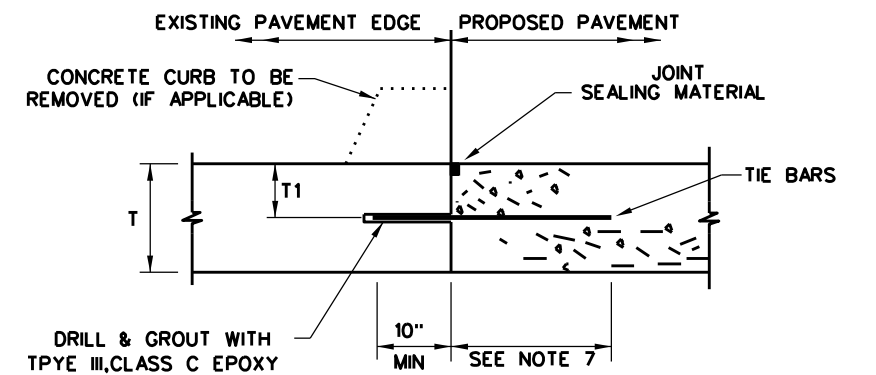 EXISTING PAVEMENT EDGE
PROPOSED PAVEMENT
CONCRETE CURB TO BE
REMOVED (IF APPLICABLE)
JOINT
SEALING MATERIAL
T1
TIE BARS
T
DRILL & GROUT WITH
TPYE III,CLASS C EPOXY
10"
MIN
SEE NOTE 7